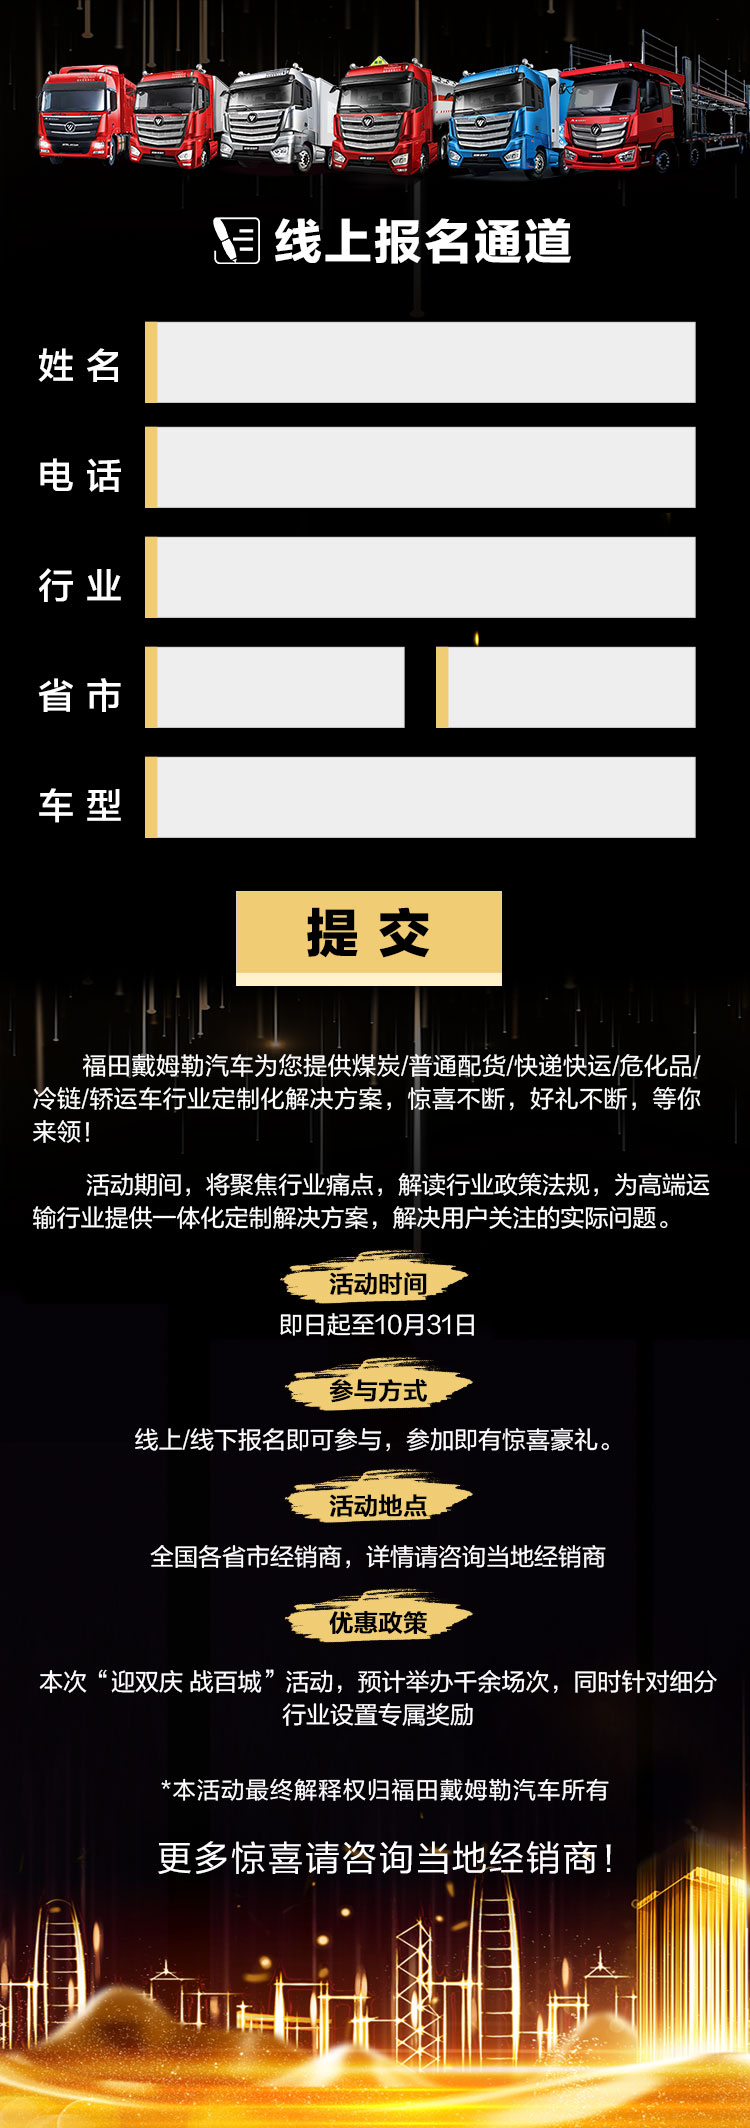 线上报名通道
姓 名
电 话
行 业
省 市
车 型
提 交
福田戴姆勒汽车为您提供煤炭/普通配货/快递快运/危化品/
冷链/轿运车行业定制化解决方案，惊喜不断，好礼不断，等你
来领！
活动期间，将聚焦行业痛点，解读行业政策法规，为高端运
输行业提供一体化定制解决方案，解决用户关注的实际问题。
活动时间
即日起至10月31日
参与方式
线上/线下报名即可参与，参加即有惊喜豪礼。
活动地点
全国各省市经销商，详情请咨询当地经销商
优惠政策
本次“迎双庆 战百城”活动，预计举办千余场次，同时针对细分
行业设置专属奖励
*本活动最终解释权归福田戴姆勒汽车所有
更多惊喜请咨询当地经销商！